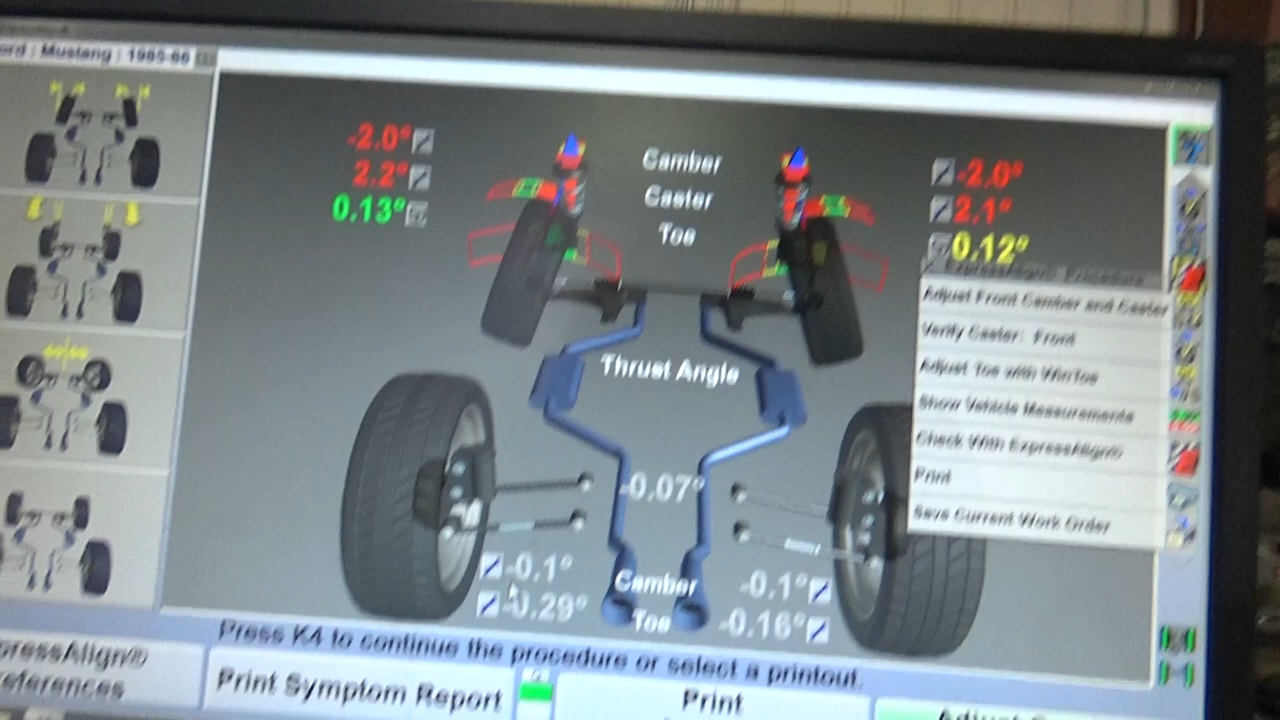 ord : Mustang : 1985-86
-2.0°
2.2°
0.13°
Camber
Caster
Toe
-2.0°
2.1°
0.12°
ExpressAlign® Procedure
Adjust Front Camber and Caster
Verify Caster: Front
Adjust Toe with WinToe
Show Vehicle Measurements
Check With ExpressAlign®
Print
Save Current Work Order
Thrust Angle
-0.07°
-0.1°
Camber
-0.1°
-0.29°
Toe
-0.16°
Press K4 to continue the procedure or select a printout.
pressAlign®
eferences
Print Symptom Report
Print